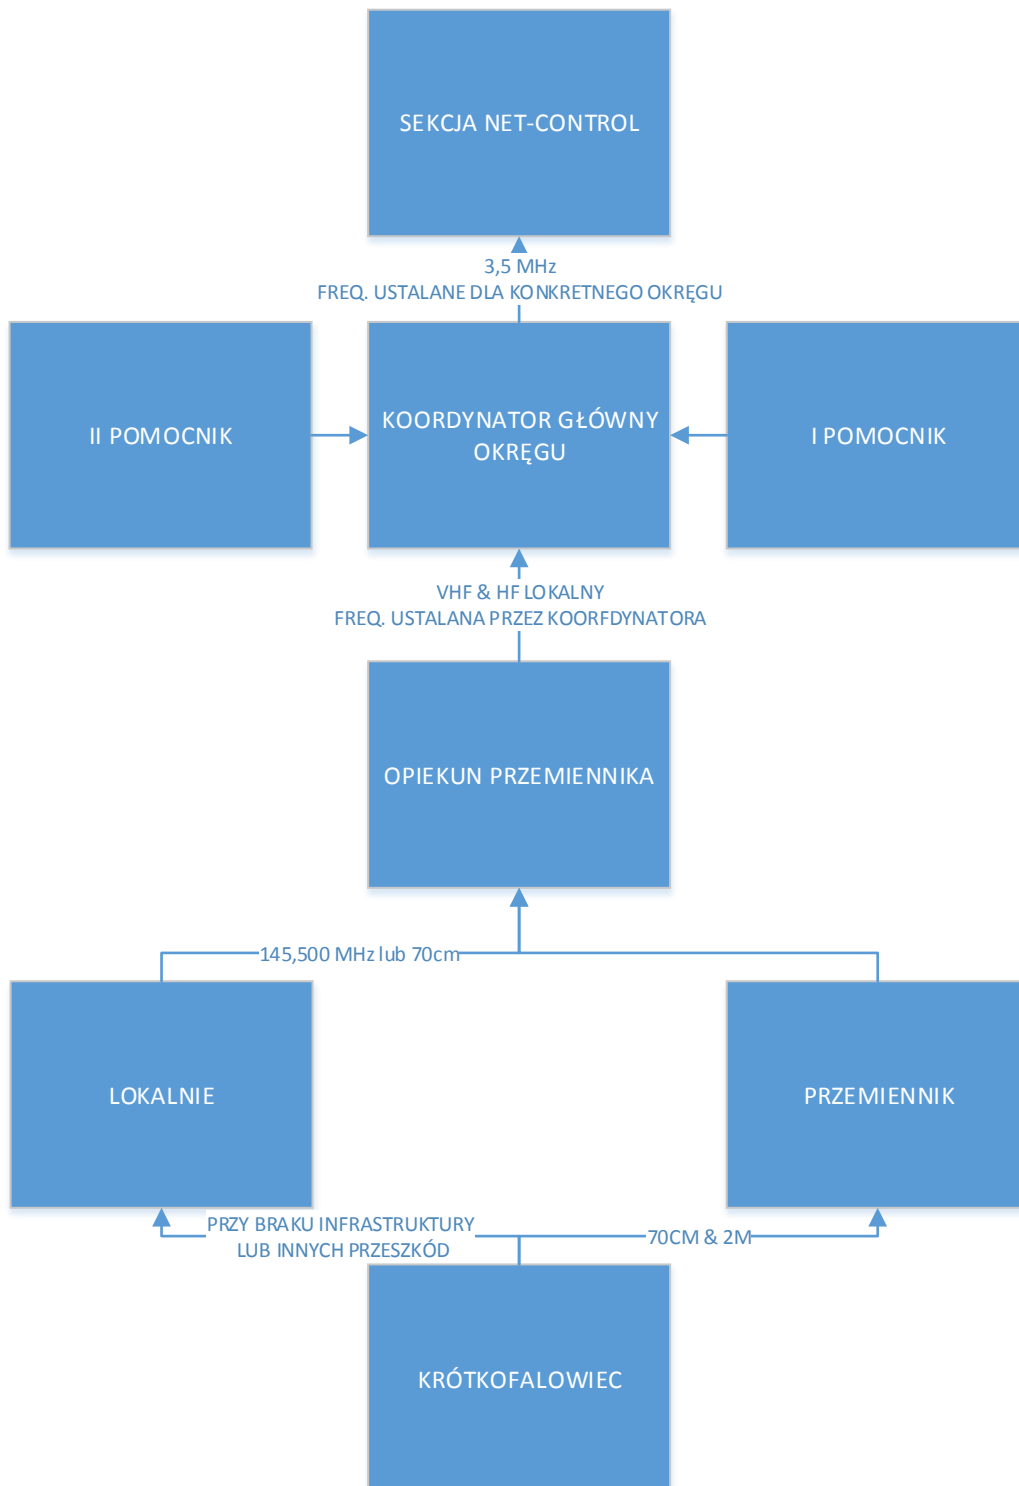 SEKCJA NET-CONTROL
3,5 MHz
FREQ. USTALANE DLA KONKRETNEGO OKRĘGU
II POMOCNIK
KOORDYNATOR GŁÓWNY
OKRĘGU
I POMOCNIK
VHF & HF LOKALNY
FREQ. USTALANA PRZEZ KOORFDYNATORA
OPIEKUN PRZEMIENNIKA
145,500 MHz lub 70cm
LOKALNIE
PRZEMIENNIK
PRZY BRAKU INFRASTRUKTURY
LUB INNYCH PRZESZKÓD
70CM & 2M
KRÓTKOFALOWIEC